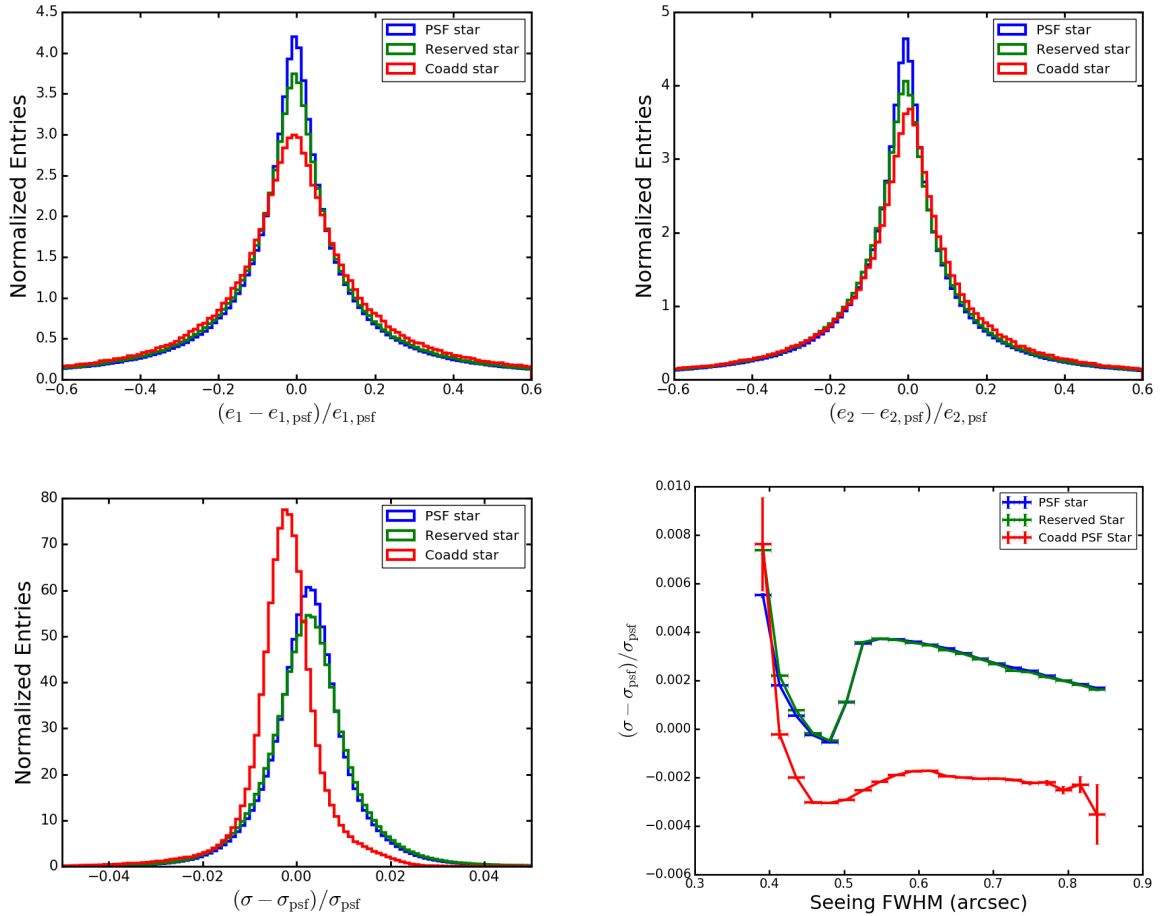 4.5
4.0
3.5
3.0
2.5
2.0
1.5
1.0
0.5
0.0
Normalized Entries
PSF star
Reserved star
Coadd star
−0.6 −0.4 −0.2 0.0 0.2 0.4 0.6
(e₁ − e₁,psf)/e₁,psf
5
4
3
2
1
0
Normalized Entries
PSF star
Reserved star
Coadd star
−0.6 −0.4 −0.2 0.0 0.2 0.4 0.6
(e₂ − e₂,psf)/e₂,psf
80
70
60
50
40
30
20
10
0
Normalized Entries
PSF star
Reserved star
Coadd star
−0.04 −0.02 0.00 0.02 0.04
(σ − σpsf)/σpsf
0.010
0.008
0.006
0.004
0.002
0.000
−0.002
−0.004
−0.006
(σ − σpsf)/σpsf
PSF star
Reserved Star
Coadd PSF Star
0.3 0.4 0.5 0.6 0.7 0.8 0.9
Seeing FWHM (arcsec)